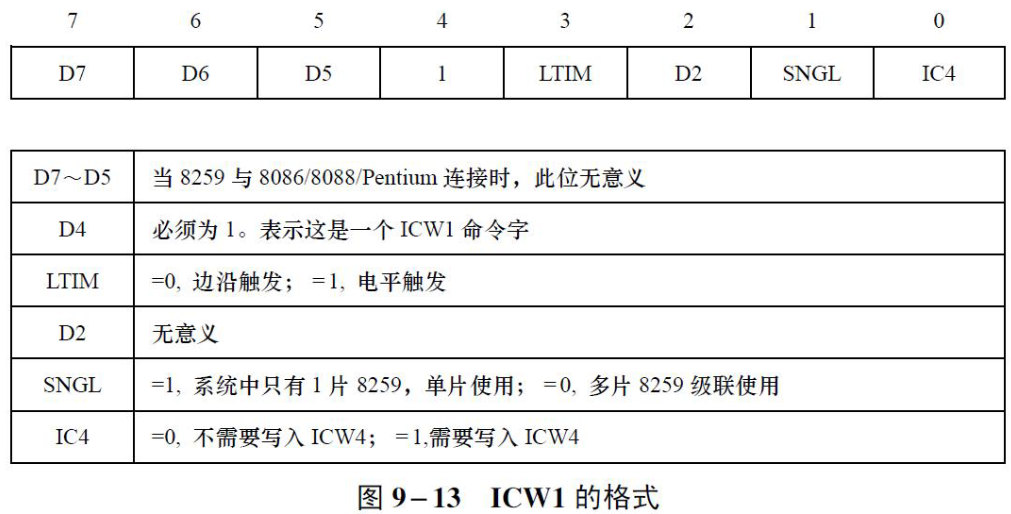 7 6 5 4 3 2 1 0
D7 D6 D5 1 LTIM D2 SNGL IC4
D7～D5 当 8259 与 8086/8088/Pentium 连接时，此位无意义
D4 必须为 1。表示这是一个 ICW1 命令字
LTIM =0, 边沿触发； =1, 电平触发
D2 无意义
SNGL =1, 系统中只有 1 片 8259，单片使用； =0, 多片 8259 级联使用
IC4 =0, 不需要写入 ICW4； =1,需要写入 ICW4
图 9－13 ICW1 的格式